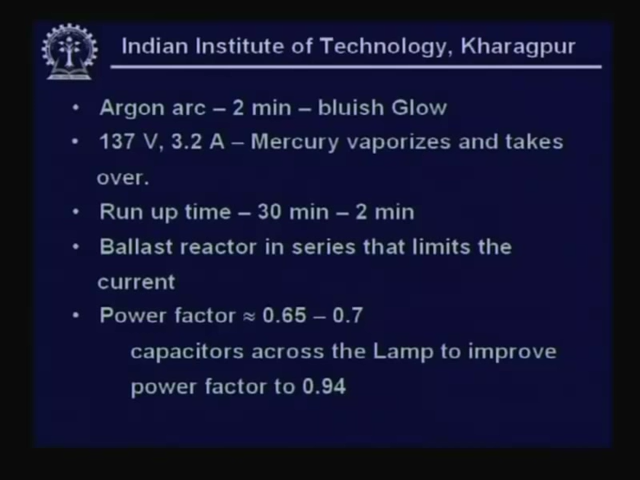 Indian Institute of Technology, Kharagpur
• Argon arc – 2 min – bluish Glow
• 137 V, 3.2 A – Mercury vaporizes and takes
over.
• Run up time – 30 min – 2 min
• Ballast reactor in series that limits the
current
• Power factor ≈ 0.65 – 0.7
capacitors across the Lamp to improve
power factor to 0.94